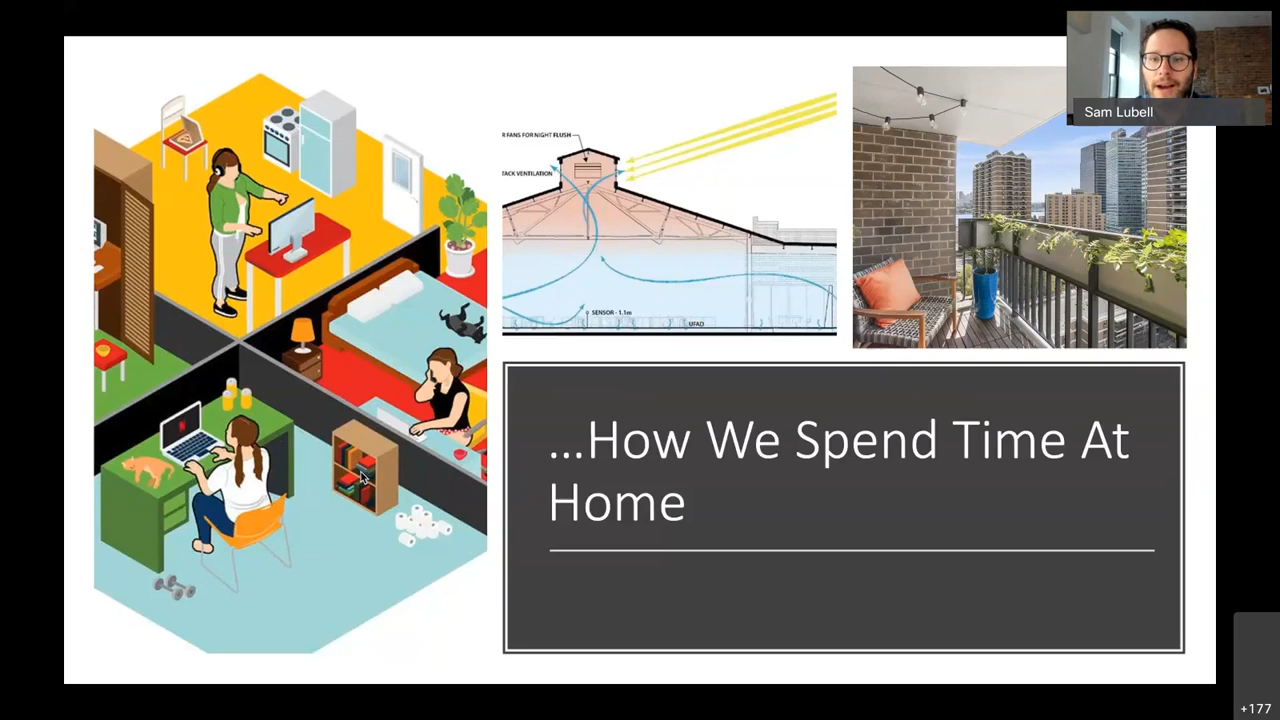 Sam Lubell
R FANS FOR NIGHT FLUSH
TACK VENTILATION
SENSOR - 1.1m
UFAD
...How We Spend Time At
Home
+177